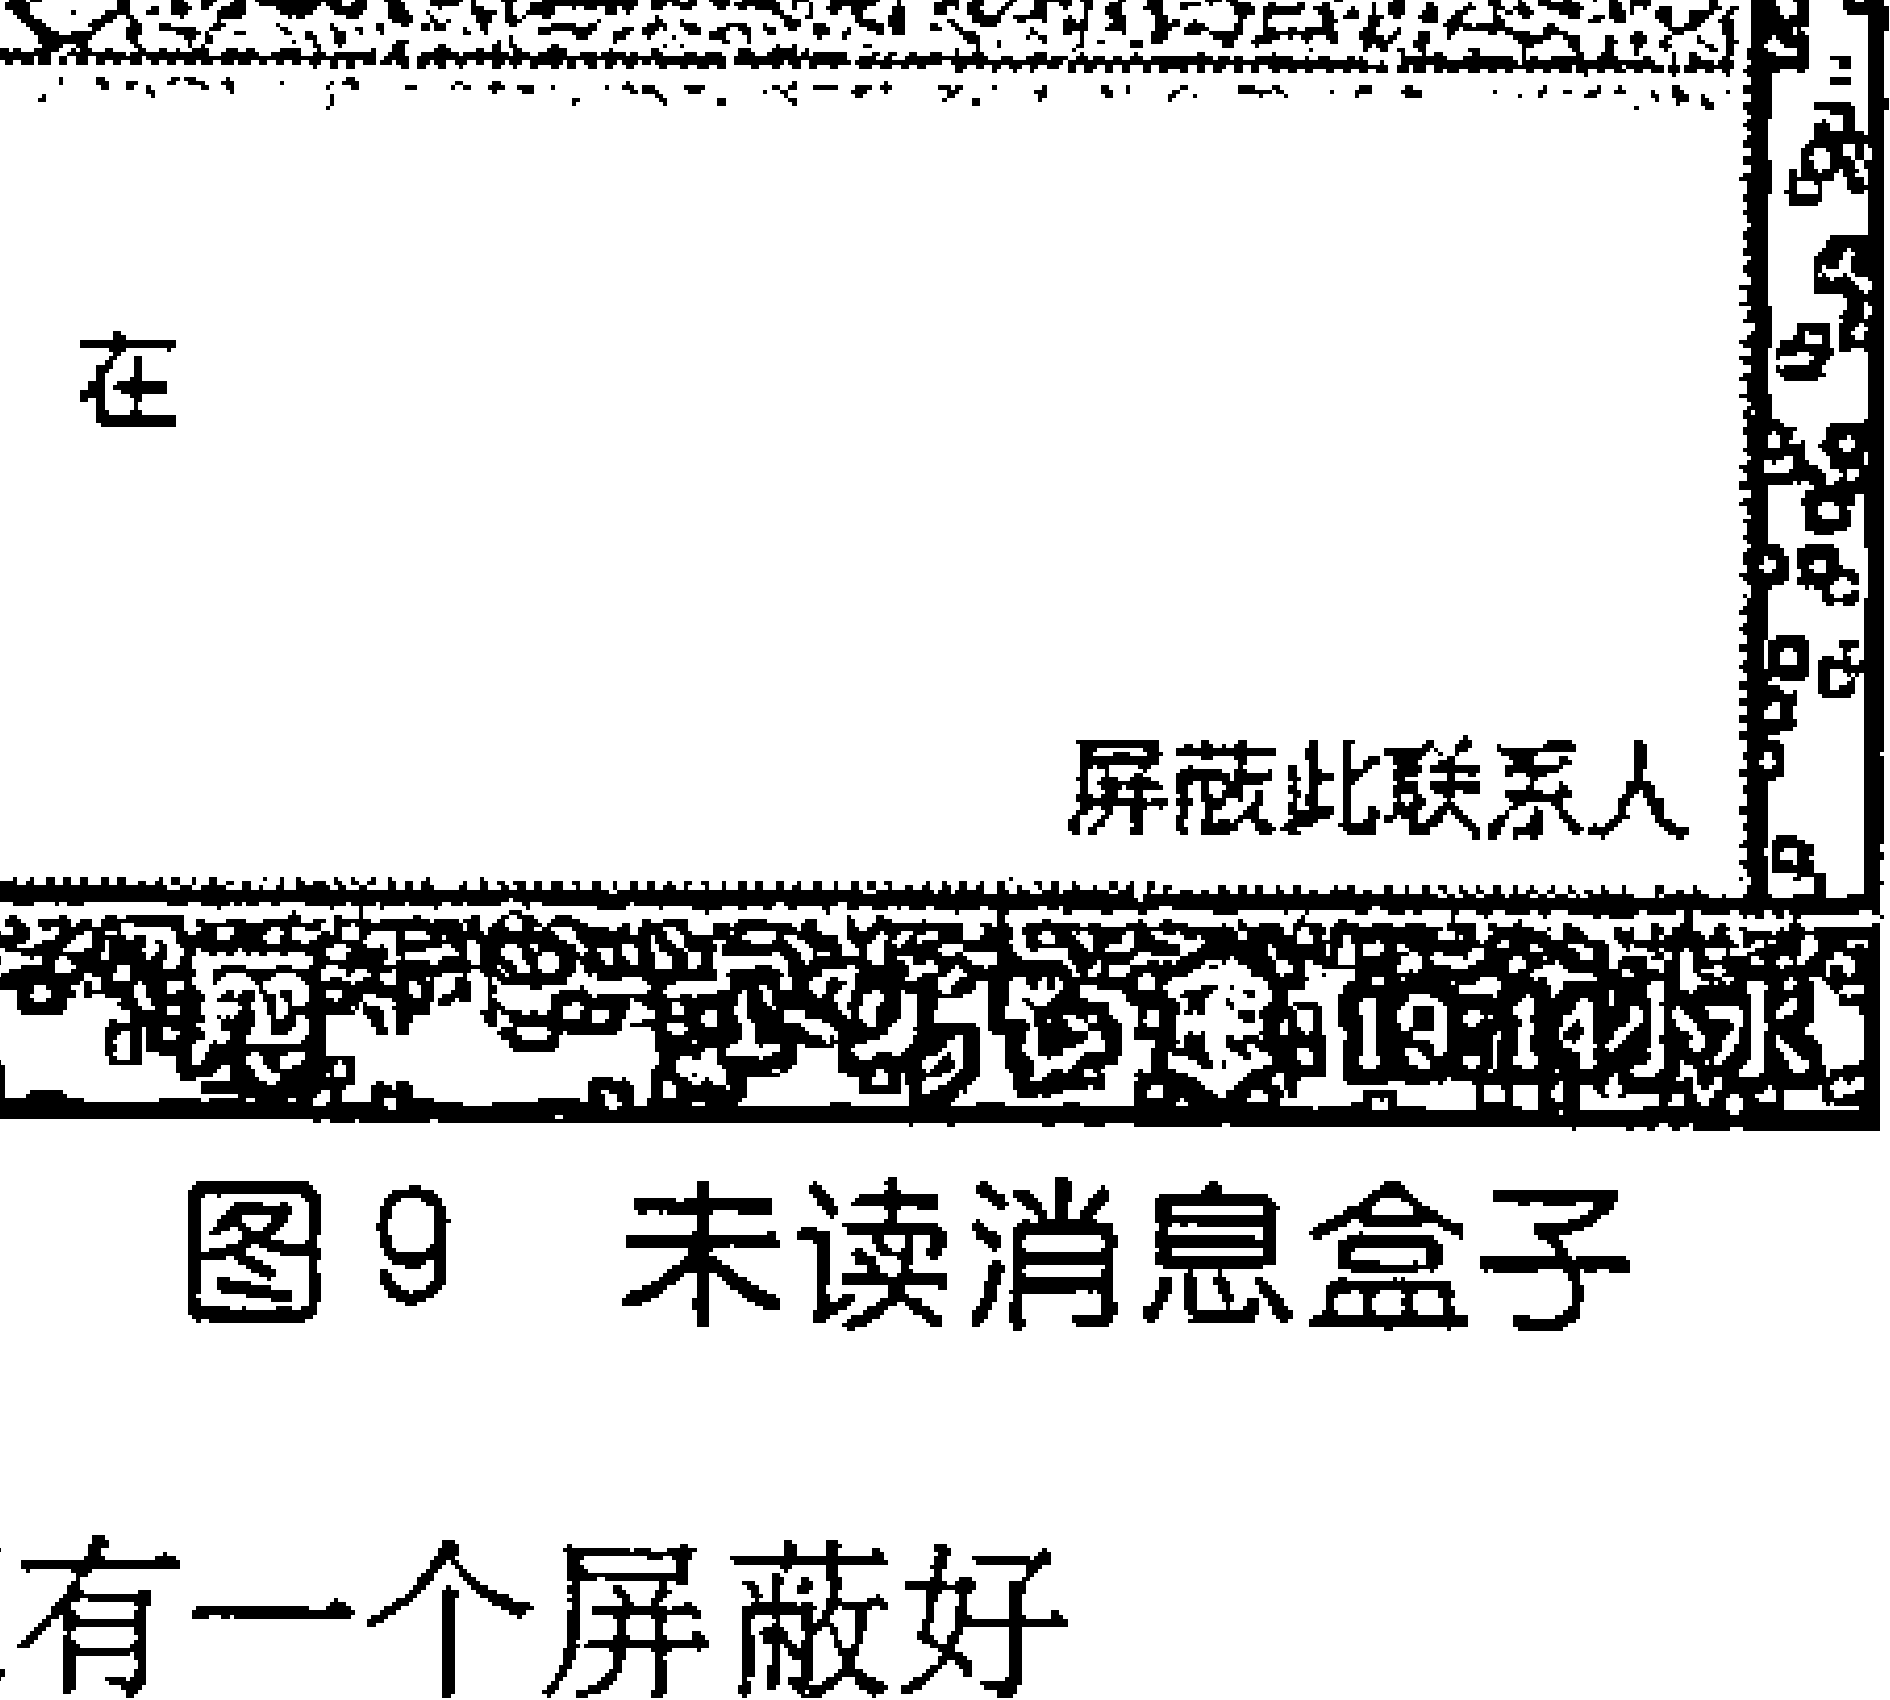 在
屏蔽此联系人
图9 未读消息盒子
有一个屏蔽好